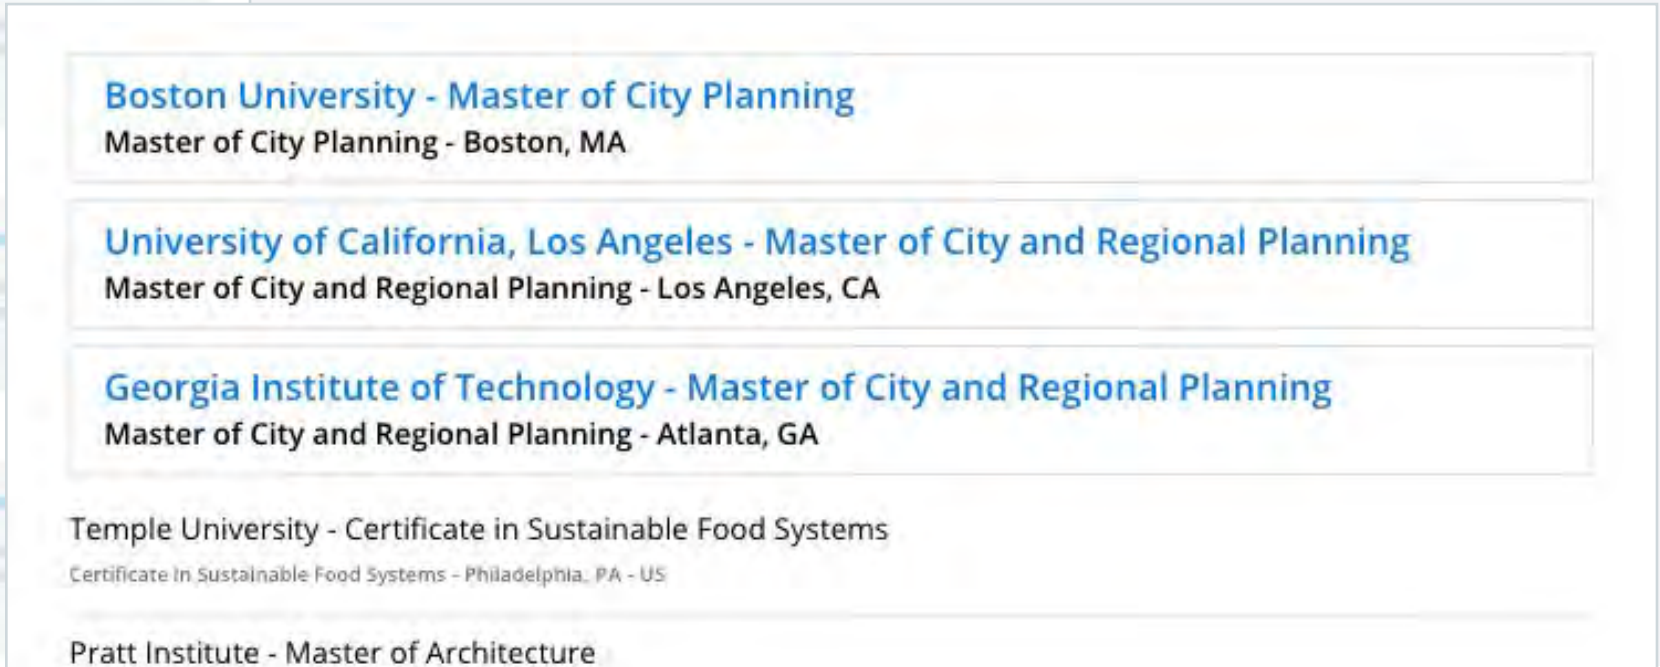 Boston University - Master of City Planning
Master of City Planning - Boston, MA
University of California, Los Angeles - Master of City and Regional Planning
Master of City and Regional Planning - Los Angeles, CA
Georgia Institute of Technology - Master of City and Regional Planning
Master of City and Regional Planning - Atlanta, GA
Temple University - Certificate in Sustainable Food Systems
Certificate in Sustainable Food Systems - Philadelphia, PA - US
Pratt Institute - Master of Architecture